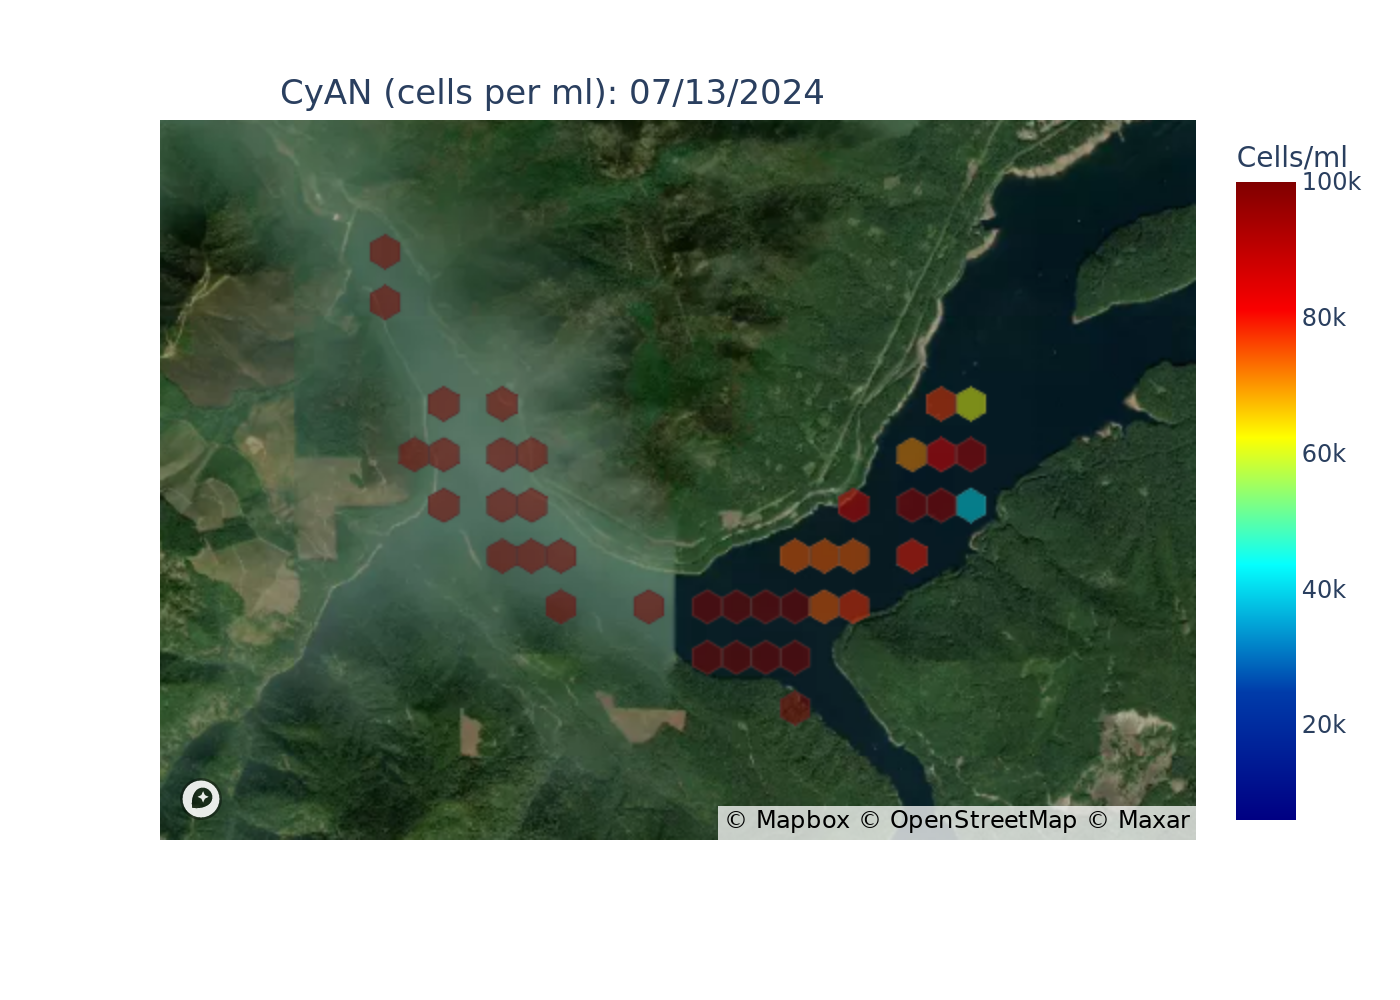 CyAN (cells per ml): 07/13/2024
Cells/ml
100k
80k
60k
40k
20k
© Mapbox © OpenStreetMap © Maxar